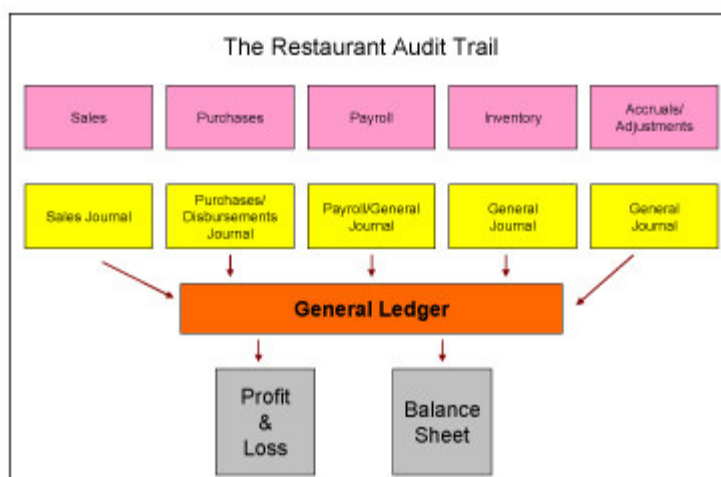 The Restaurant Audit Trail
Sales
Purchases
Payroll
Inventory
Accruals/
Adjustments
Sales Journal
Purchases/
Disbursements
Journal
Payroll/General
Journal
General
Journal
General
Journal
General Ledger
Profit
&
Loss
Balance
Sheet